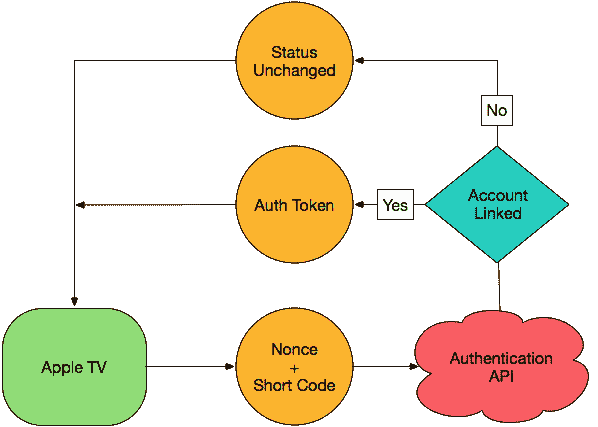 Status
Unchanged
No
Auth Token
Yes
Account
Linked
Apple TV
Nonce
+
Short Code
Authentication
API